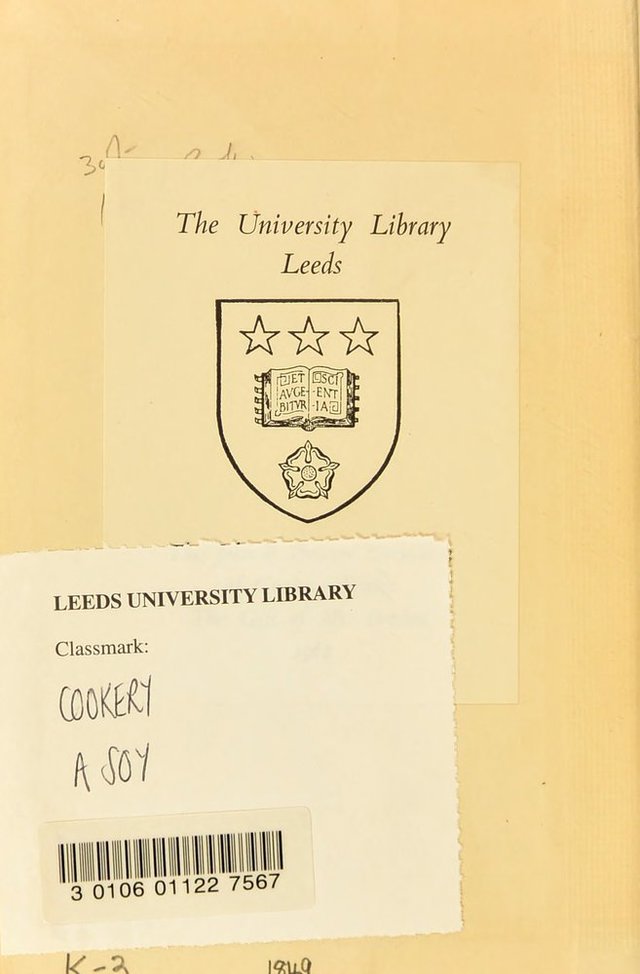 The University Library
Leeds
ET
AVGE-
BITVR
SCI
-ENT
-IA
LEEDS UNIVERSITY LIBRARY
Classmark:
COOKERY
A SOY
3 0106 01122 7567
K-2
1849